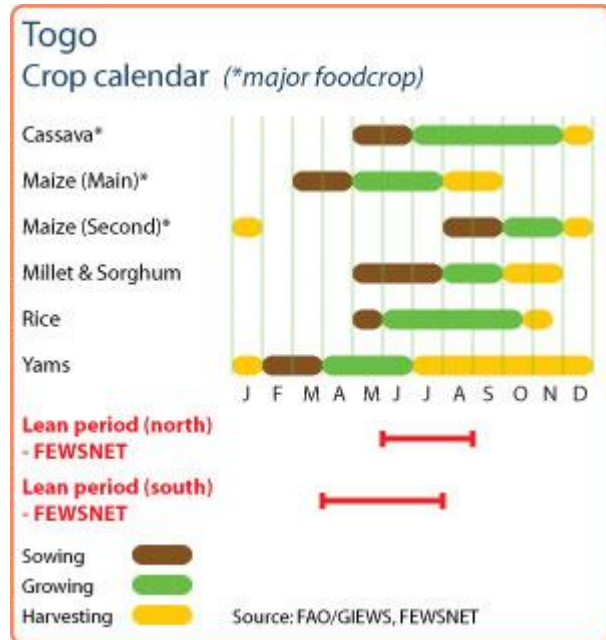 Togo
Crop calendar (*major foodcrop)
Cassava*
Maize (Main)*
Maize (Second)*
Millet & Sorghum
Rice
Yams
J F M A M J J A S O N D
Lean period (north)
- FEWSNET
Lean period (south)
- FEWSNET
Sowing
Growing
Harvesting
Source: FAO/GIEWS, FEWSNET